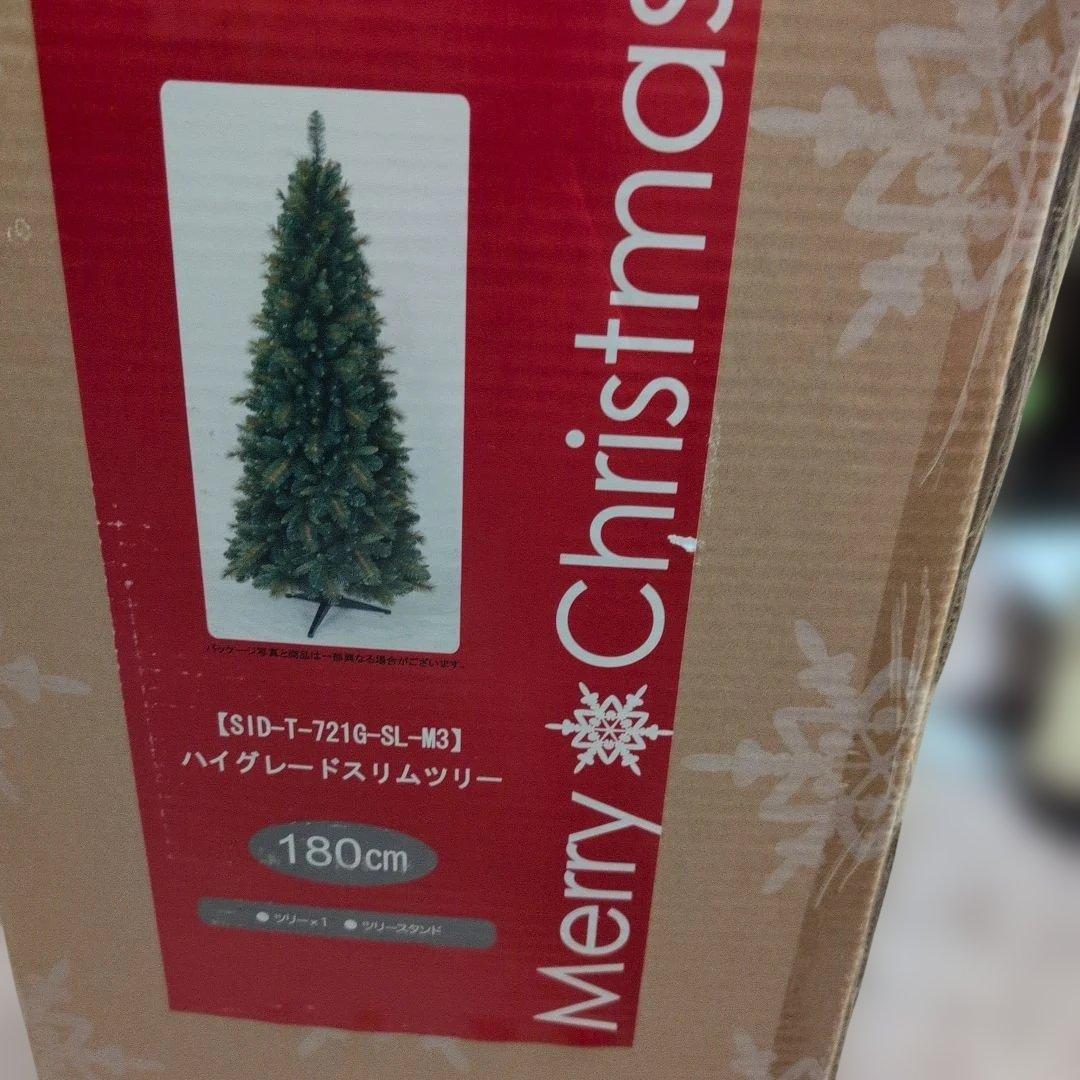 パッケージ写真と商品は一部異なる場合がございます。
【SID-T-721G-SL-M3】
ハイグレードスリムツリー
180cm
●ツリー×1 ●ツリースタンド
Merry Christmas